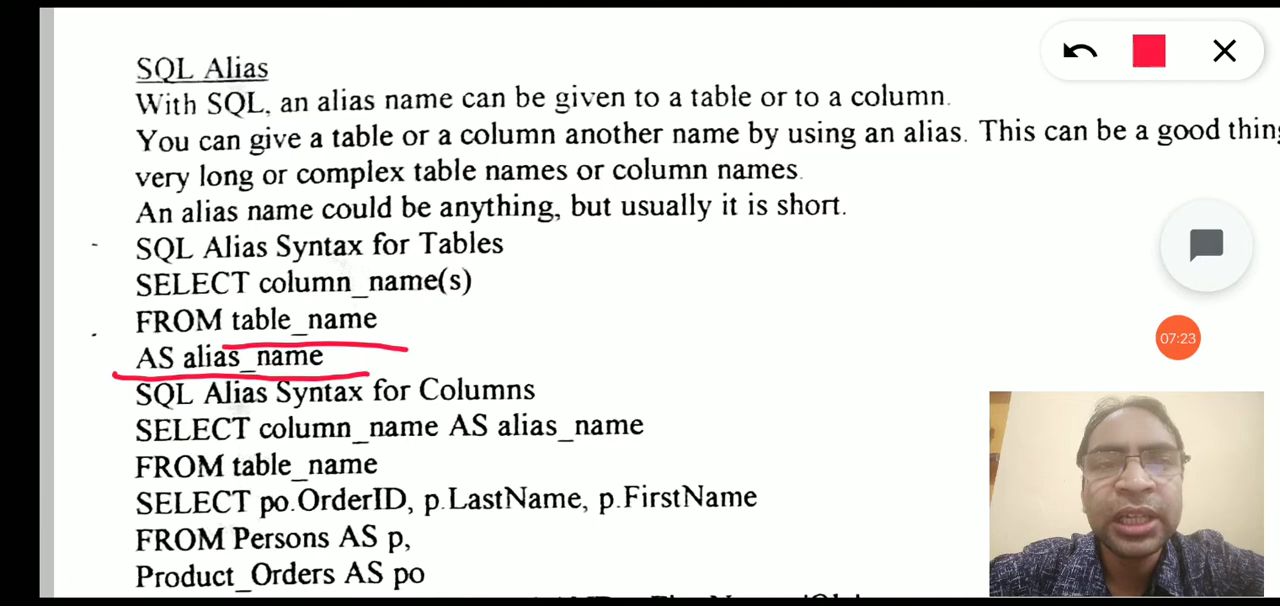 SQL Alias
With SQL, an alias name can be given to a table or to a column.
You can give a table or a column another name by using an alias. This can be a good thing
very long or complex table names or column names.
An alias name could be anything, but usually it is short.
SQL Alias Syntax for Tables
SELECT column_name(s)
FROM table_name
AS alias_name
SQL Alias Syntax for Columns
SELECT column_name AS alias_name
FROM table_name
SELECT po.OrderID, p.LastName, p.FirstName
FROM Persons AS p,
Product_Orders AS po
07:23